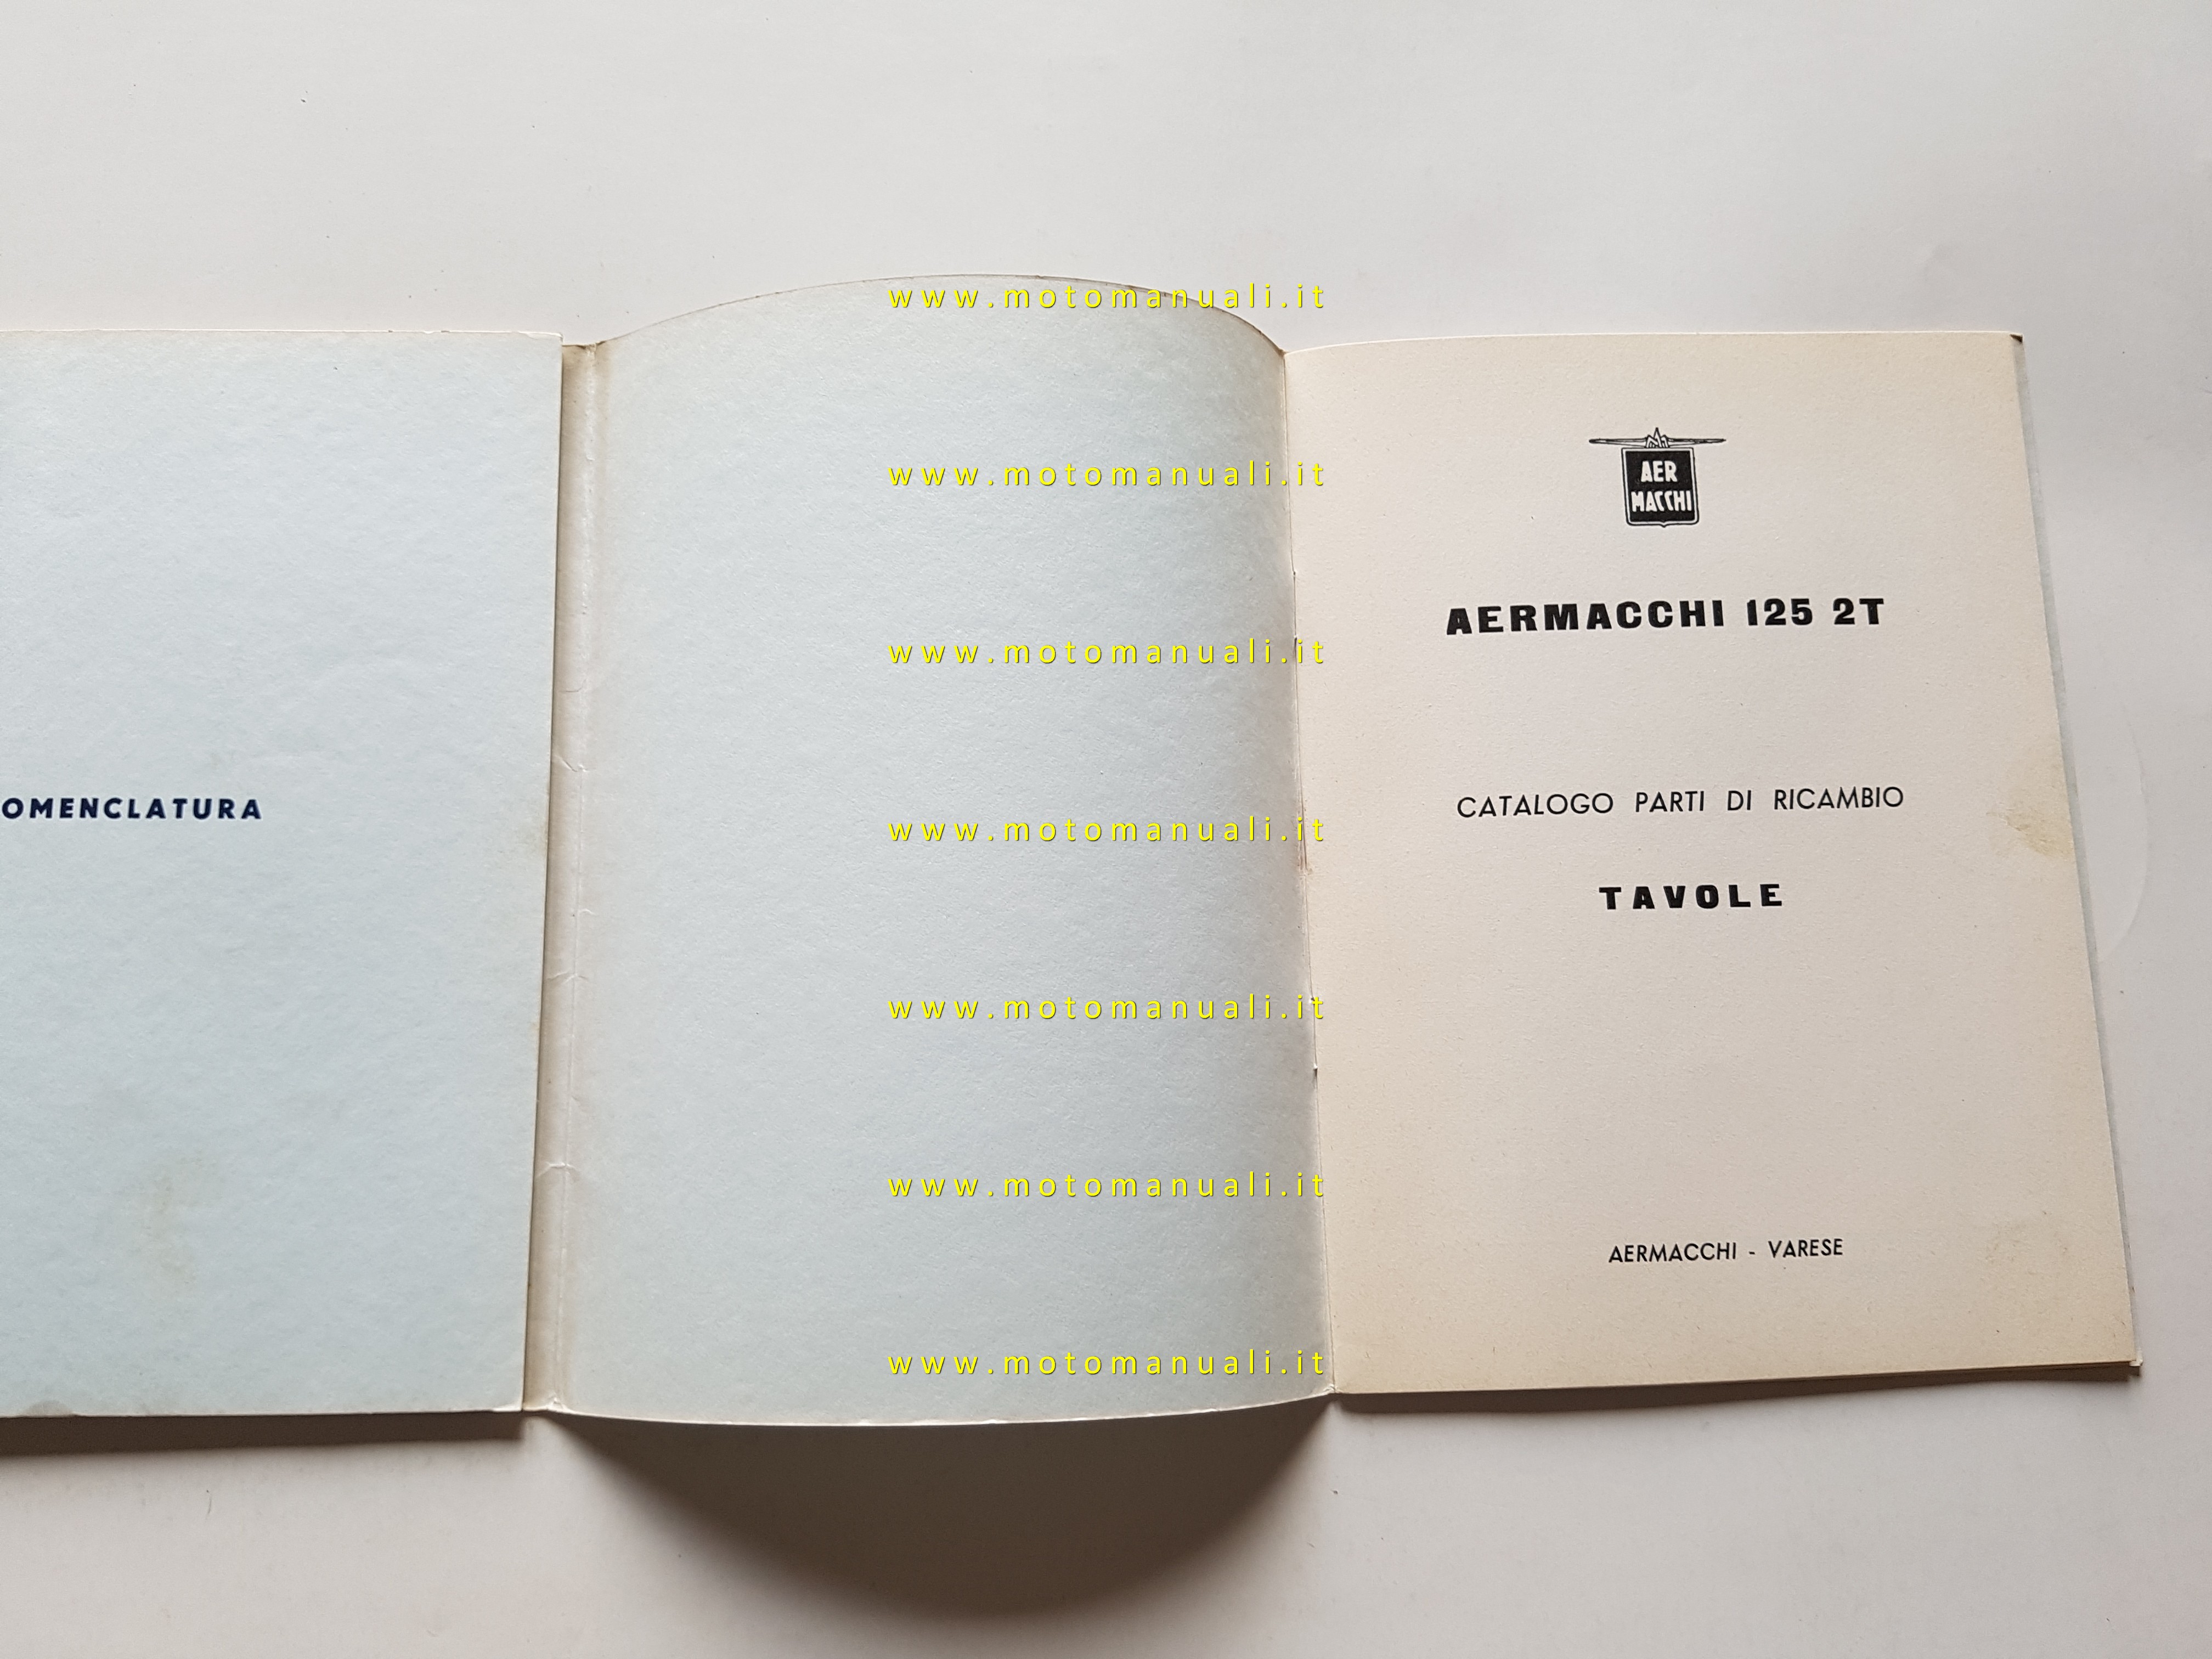 OMENCLATURA
www.motomanuali.it
www.motomanuali.it
www.motomanuali.it
www.motomanuali.it
www.motomanuali.it
www.motomanuali.it
www.motomanuali.it
AER
MACCHI
AERMACCHI 125 2T
CATALOGO PARTI DI RICAMBIO
TAVOLE
AERMACCHI - VARESE